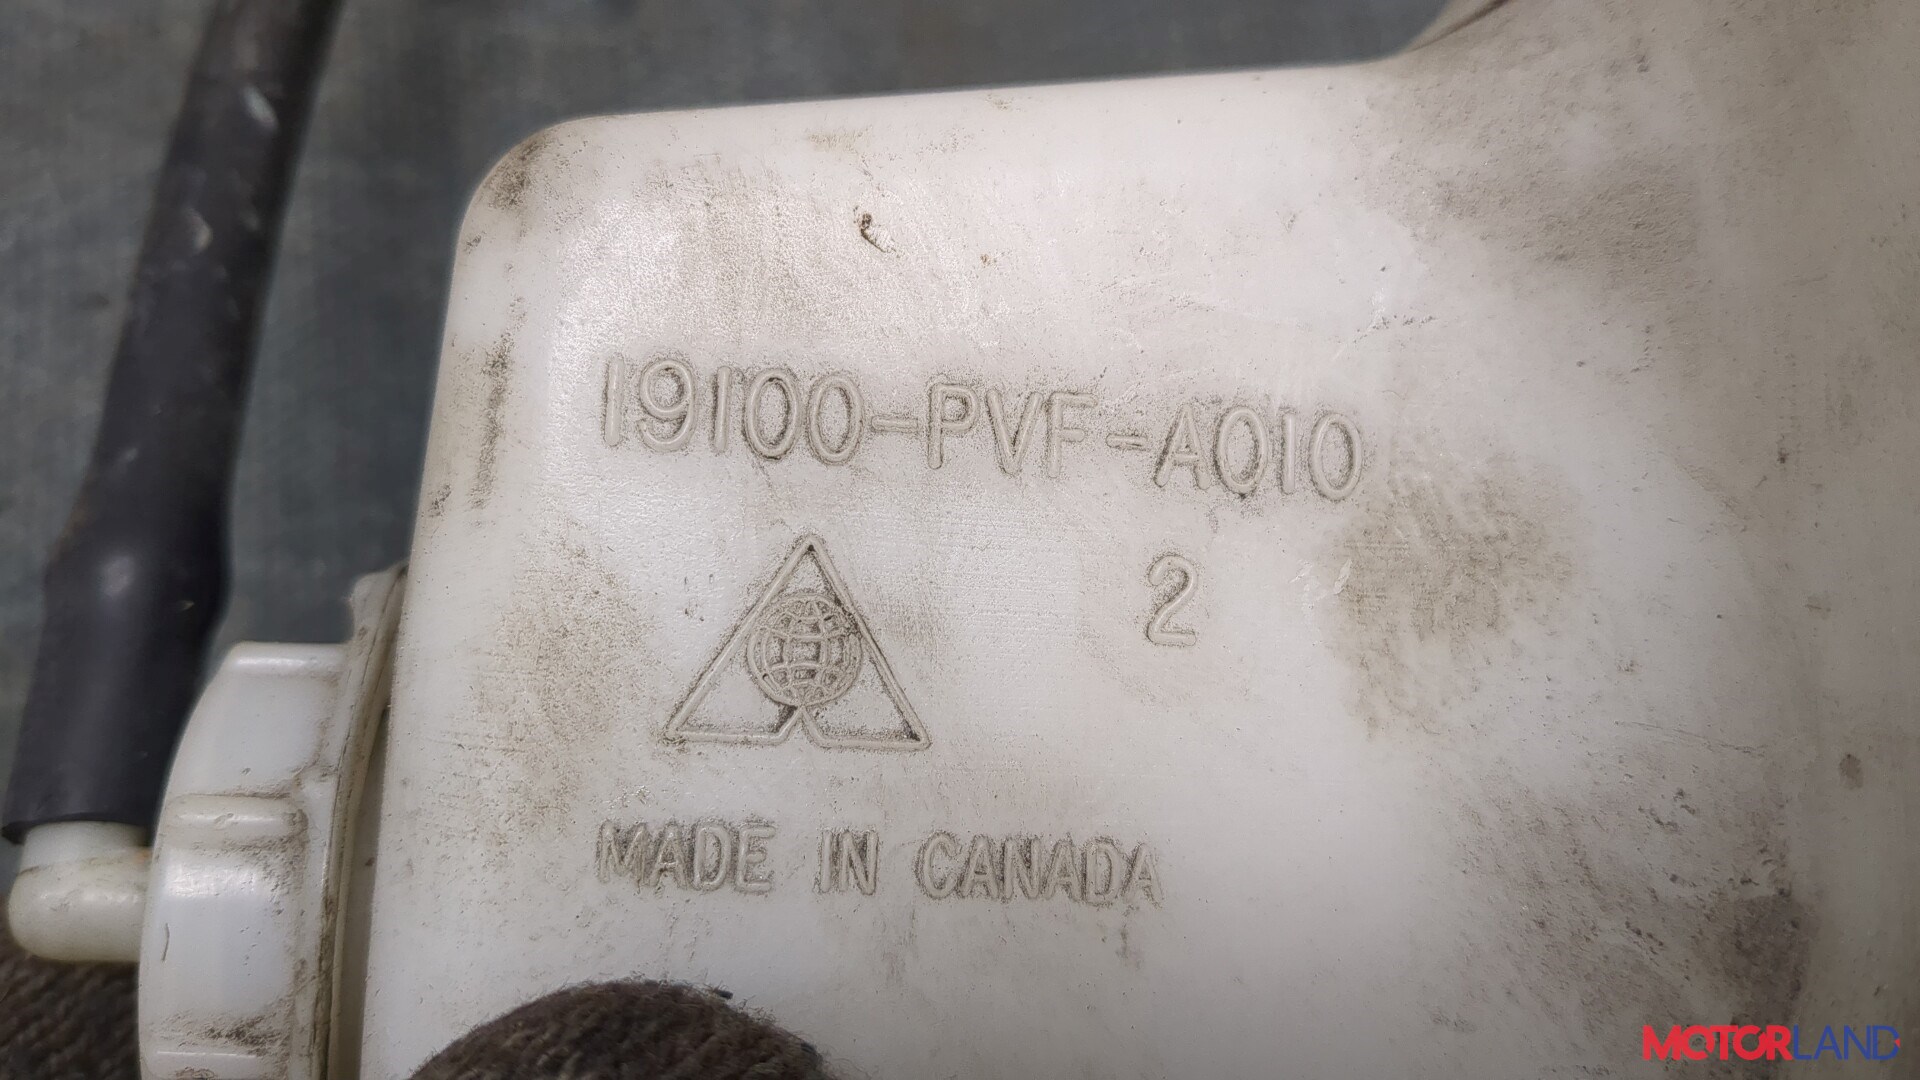 19100-PVF-A010
2
MADE IN CANADA
MOTORLAND